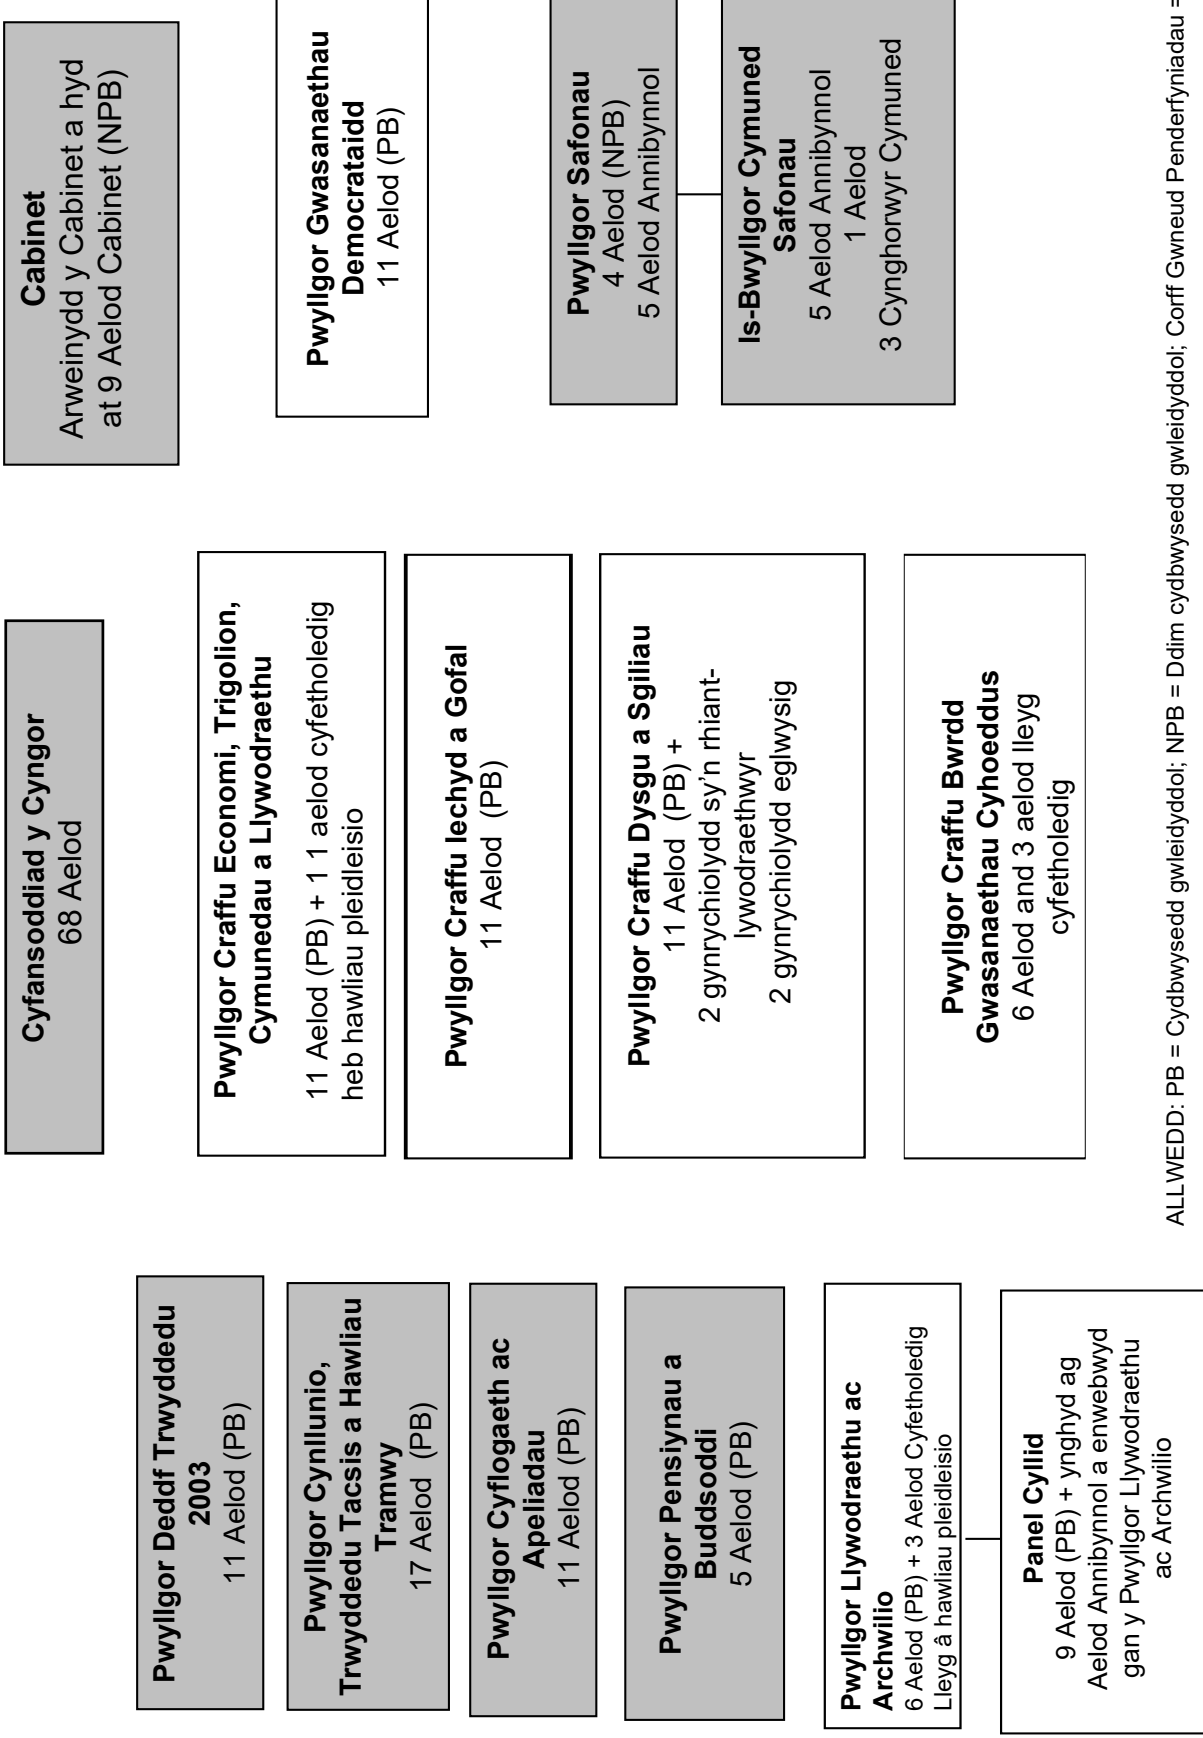 Cyfansoddiad y Cyngor
68 Aelod
Cabinet
Arweinydd y Cabinet a hyd
at 9 Aelod Cabinet (NPB)
Pwyllgor Deddf Trwyddedu
2003
11 Aelod (PB)
Pwyllgor Cynllunio,
Trwyddedu Tacsis a Hawliau
Tramwy
17 Aelod (PB)
Pwyllgor Cyflogaeth ac
Apeliadau
11 Aelod (PB)
Pwyllgor Pensiynau a
Buddsoddi
5 Aelod (PB)
Pwyllgor Llywodraethu ac
Archwilio
6 Aelod (PB) + 3 Aelod Cyfetholedig
Lleyg â hawliau pleidleisio
Panel Cyllid
9 Aelod (PB) + ynghyd ag
Aelod Annibynnol a enwebwyd
gan y Pwyllgor Llywodraethu
ac Archwilio
Pwyllgor Craffu Economi, Trigolion,
Cymunedau a Llywodraethu
11 Aelod (PB) + 1 1 aelod cyfetholedig
heb hawliau pleidleisio
Pwyllgor Craffu Iechyd a Gofal
11 Aelod (PB)
Pwyllgor Craffu Dysgu a Sgiliau
11 Aelod (PB) +
2 gynrychiolydd sy'n rhiant-
lywodraethwyr
2 gynrychiolydd eglwysig
Pwyllgor Craffu Bwrdd
Gwasanaethau Cyhoeddus
6 Aelod and 3 aelod lleyg
cyfetholedig
Pwyllgor Gwasanaethau
Democrataidd
11 Aelod (PB)
Pwyllgor Safonau
4 Aelod (NPB)
5 Aelod Annibynnol
Is-Bwyllgor Cymuned
Safonau
5 Aelod Annibynnol
1 Aelod
3 Cynghorwyr Cymuned
ALLWEDD: PB = Cydbwysedd gwleidyddol; NPB = Ddim cydbwysedd gwleidyddol; Corff Gwneud Penderfyniadau =